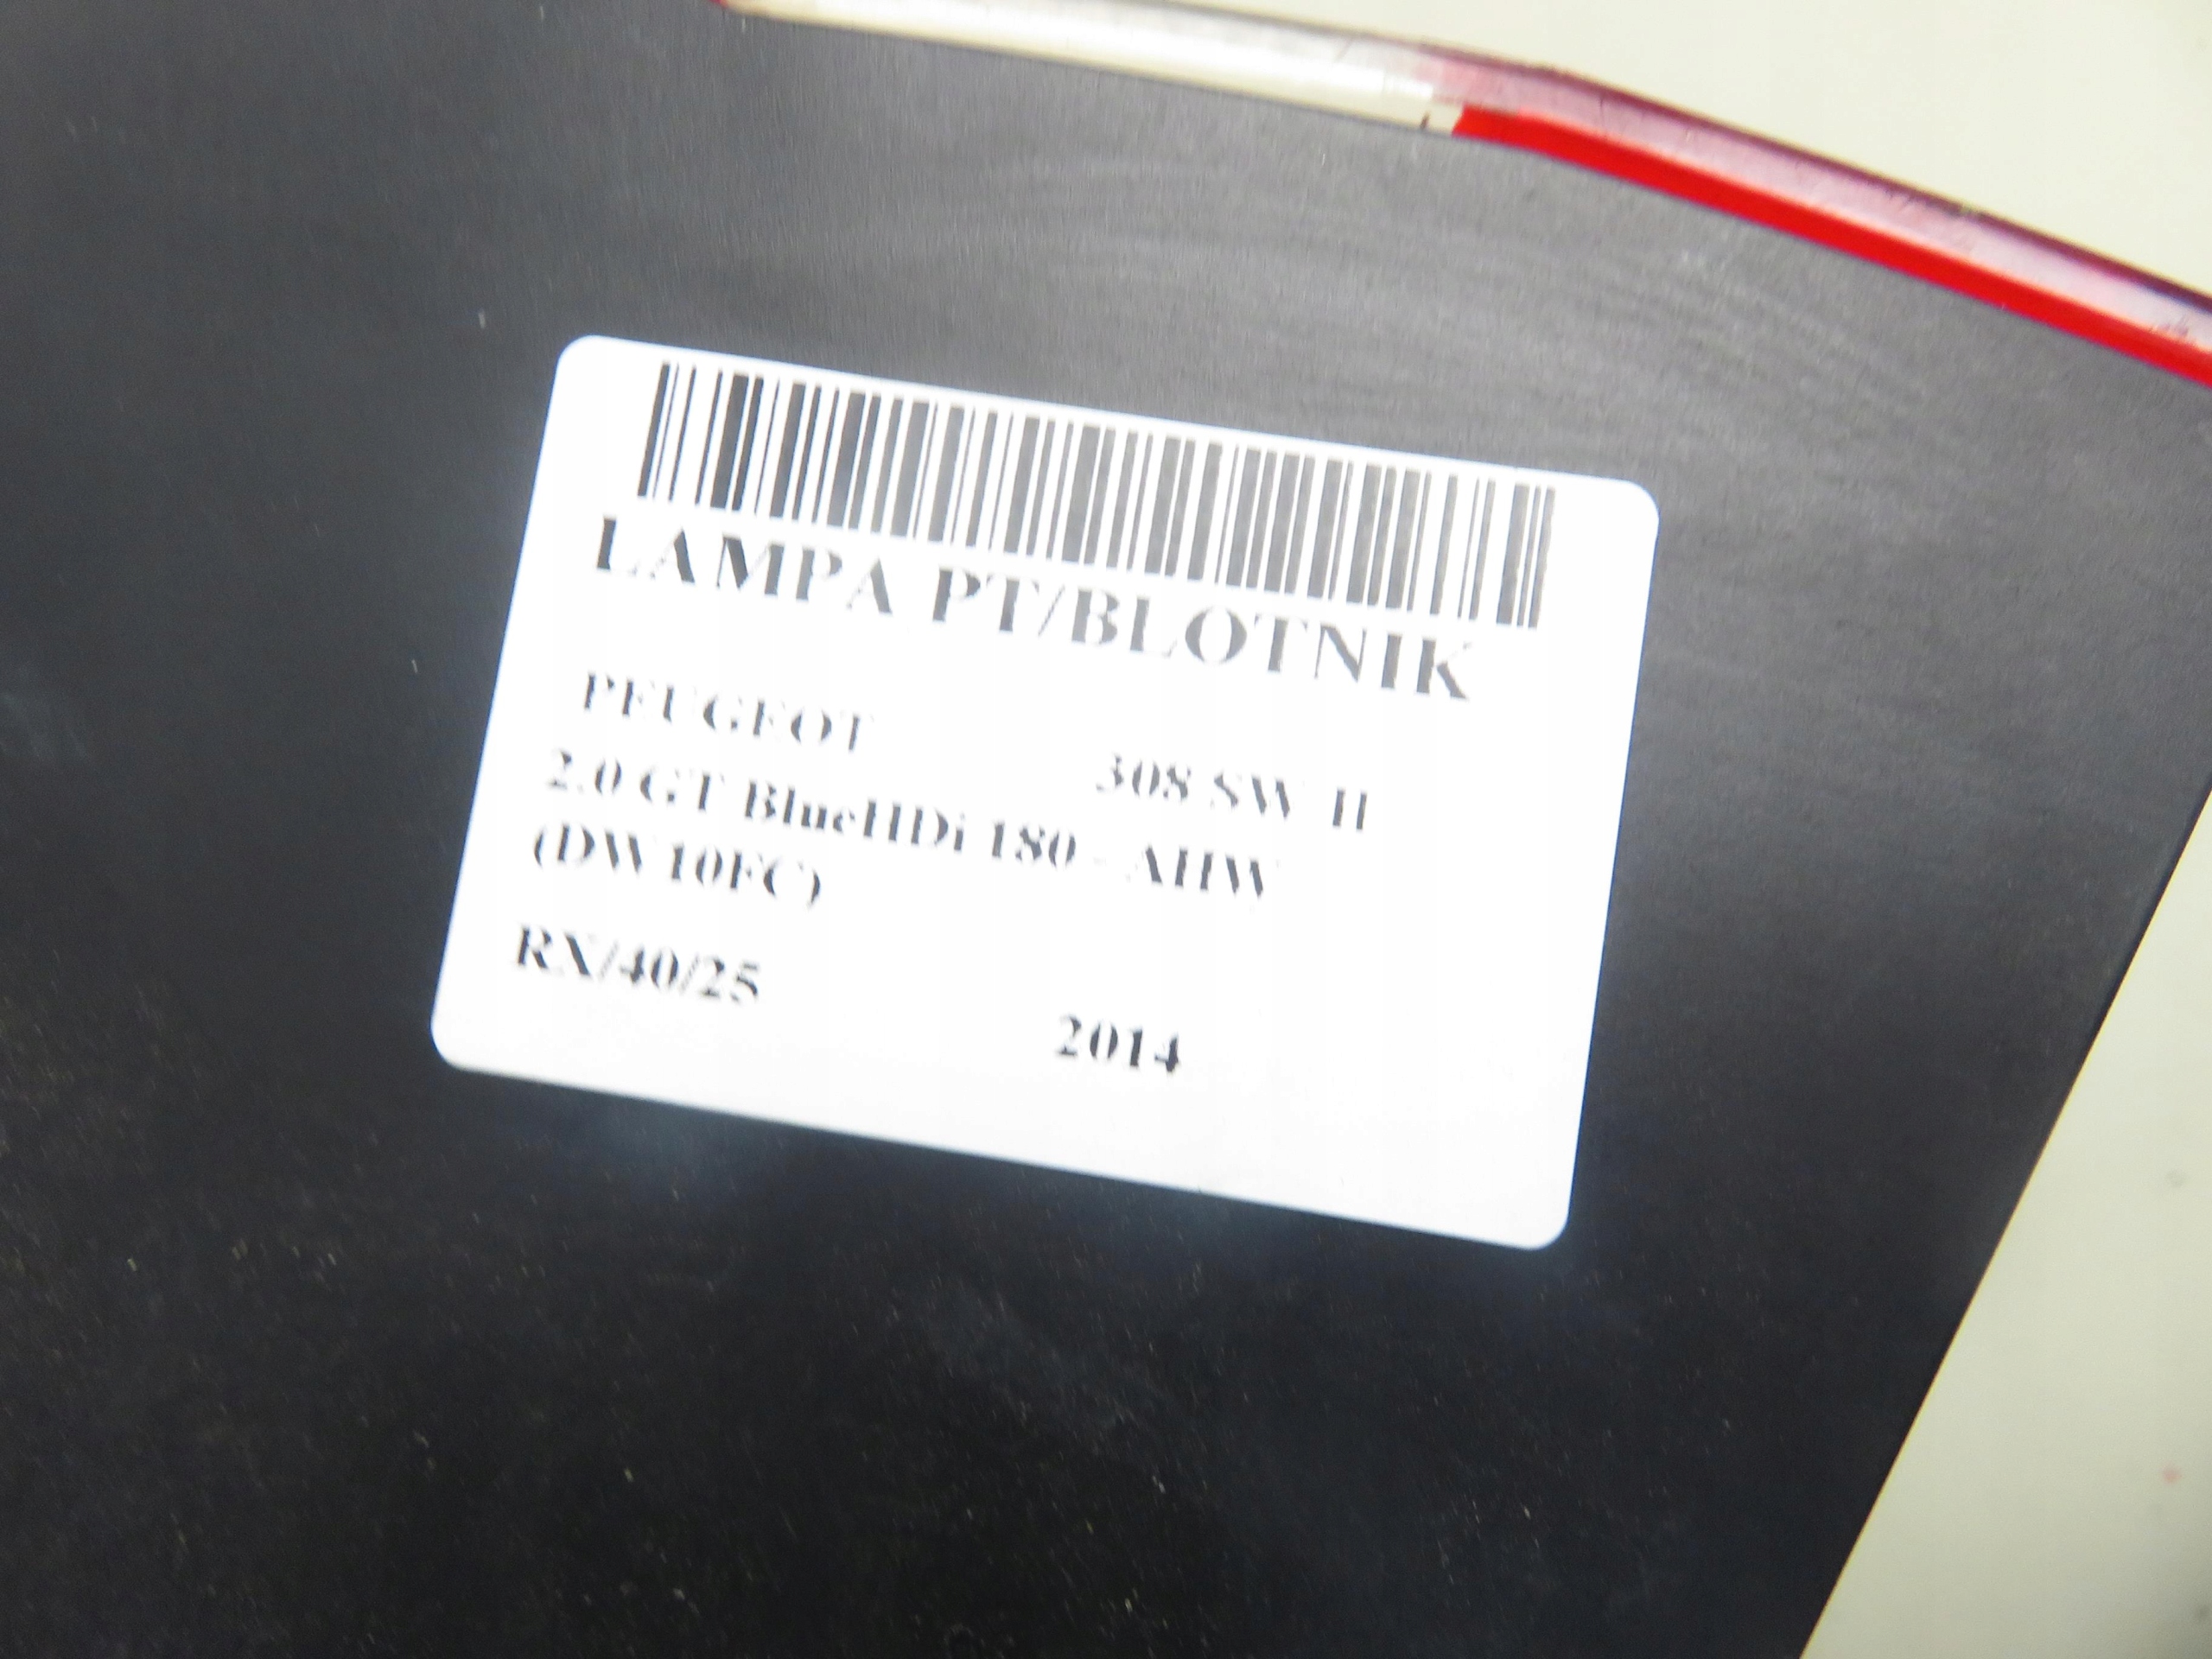 LAMPA PT/BLOTNIK
PEUGEOT 308 SW II
2.0 GT BlueHDi 180 - AHW
(DW10FC)
RX/40/25
2014